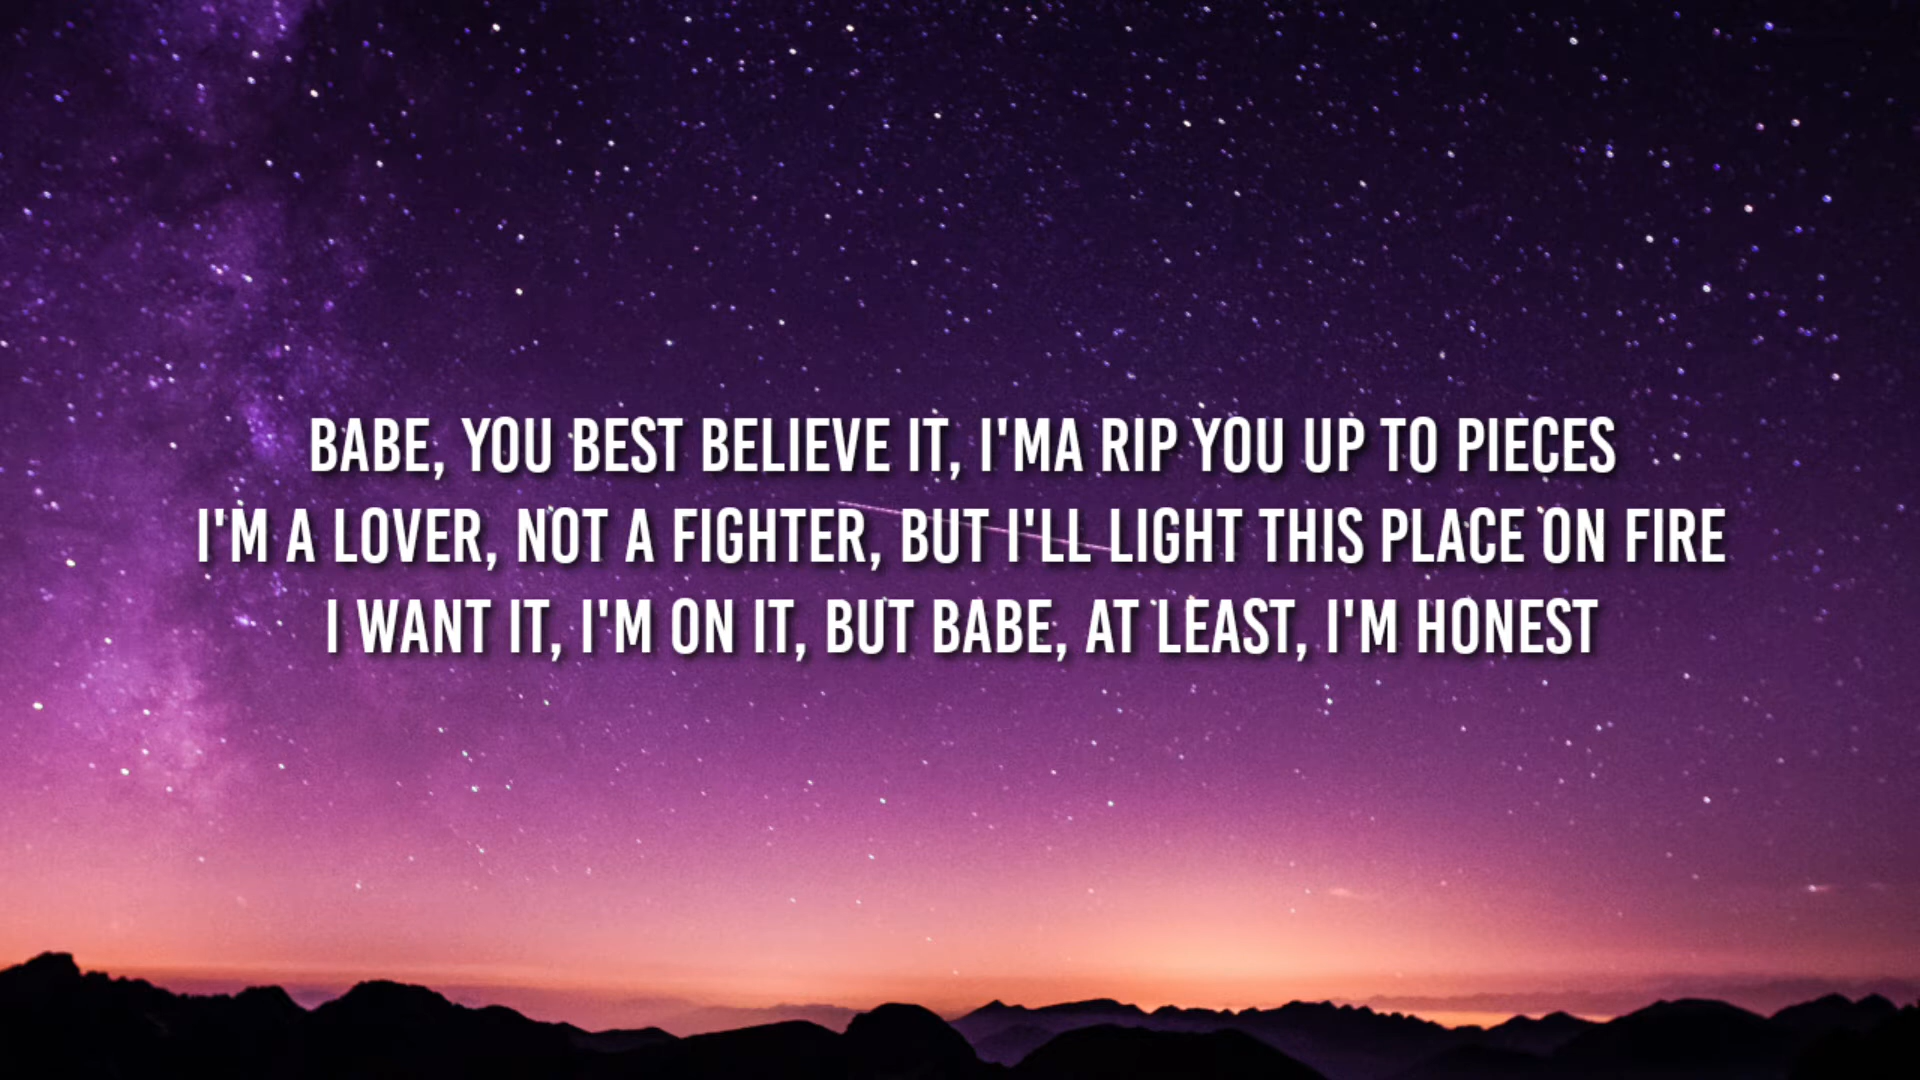 BABE, YOU BEST BELIEVE IT, I'MA RIP YOU UP TO PIECES
I'M A LOVER, NOT A FIGHTER, BUT I'LL LIGHT THIS PLACE ON FIRE
I WANT IT, I'M ON IT, BUT BABE, AT LEAST, I'M HONEST